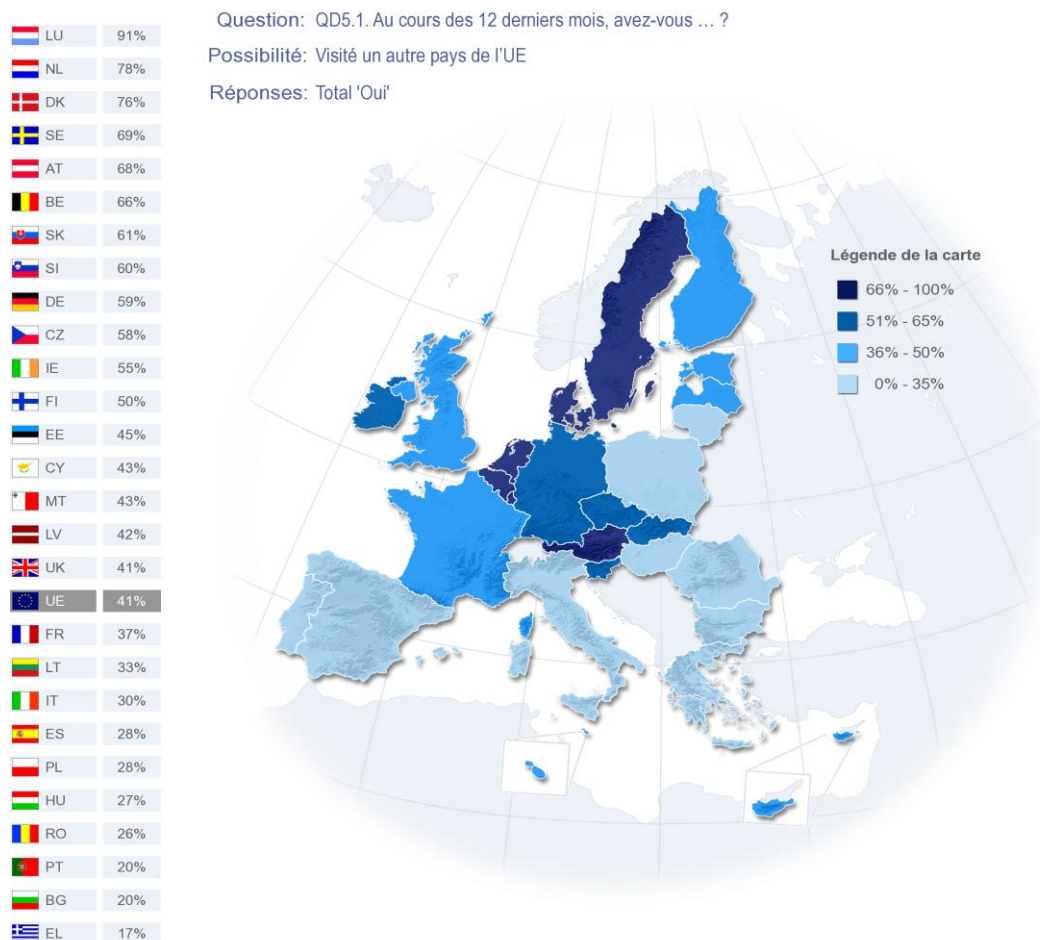 Question: QD5.1. Au cours des 12 derniers mois, avez-vous … ?
Possibilité: Visité un autre pays de l’UE
Réponses: Total 'Oui'
LU 91%
NL 78%
DK 76%
SE 69%
AT 68%
BE 66%
SK 61%
SI 60%
DE 59%
CZ 58%
IE 55%
FI 50%
EE 45%
CY 43%
MT 43%
LV 42%
UK 41%
UE 41%
FR 37%
LT 33%
IT 30%
ES 28%
PL 28%
HU 27%
RO 26%
PT 20%
BG 20%
EL 17%
Légende de la carte
66% - 100%
51% - 65%
36% - 50%
0% - 35%